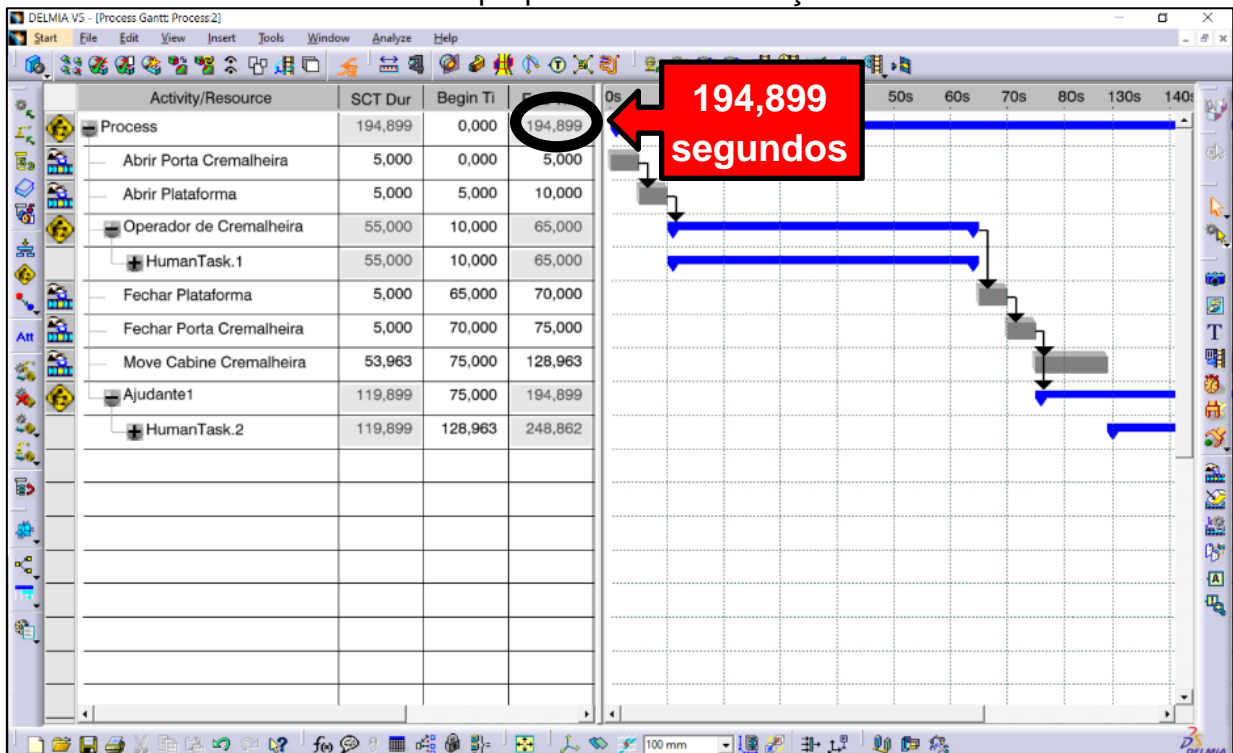 DELMIA V5 - [Process Gantt: Process:2]
Start File Edit View Insert Tools Window Analyze Help
Activity/Resource SCT Dur Begin Ti 0s 50s 60s 70s 80s 130s 140s
194,899
segundos
Process 194,899 0,000 194,899
Abrir Porta Cremalheira 5,000 0,000 5,000
Abrir Plataforma 5,000 5,000 10,000
Operador de Cremalheira 55,000 10,000 65,000
HumanTask.1 55,000 10,000 65,000
Fechar Plataforma 5,000 65,000 70,000
Fechar Porta Cremalheira 5,000 70,000 75,000
Move Cabine Cremalheira 53,963 75,000 128,963
Ajudante1 119,899 75,000 194,899
HumanTask.2 119,899 128,963 248,862
Att
T
A
f(x)
100 mm
DELMIA